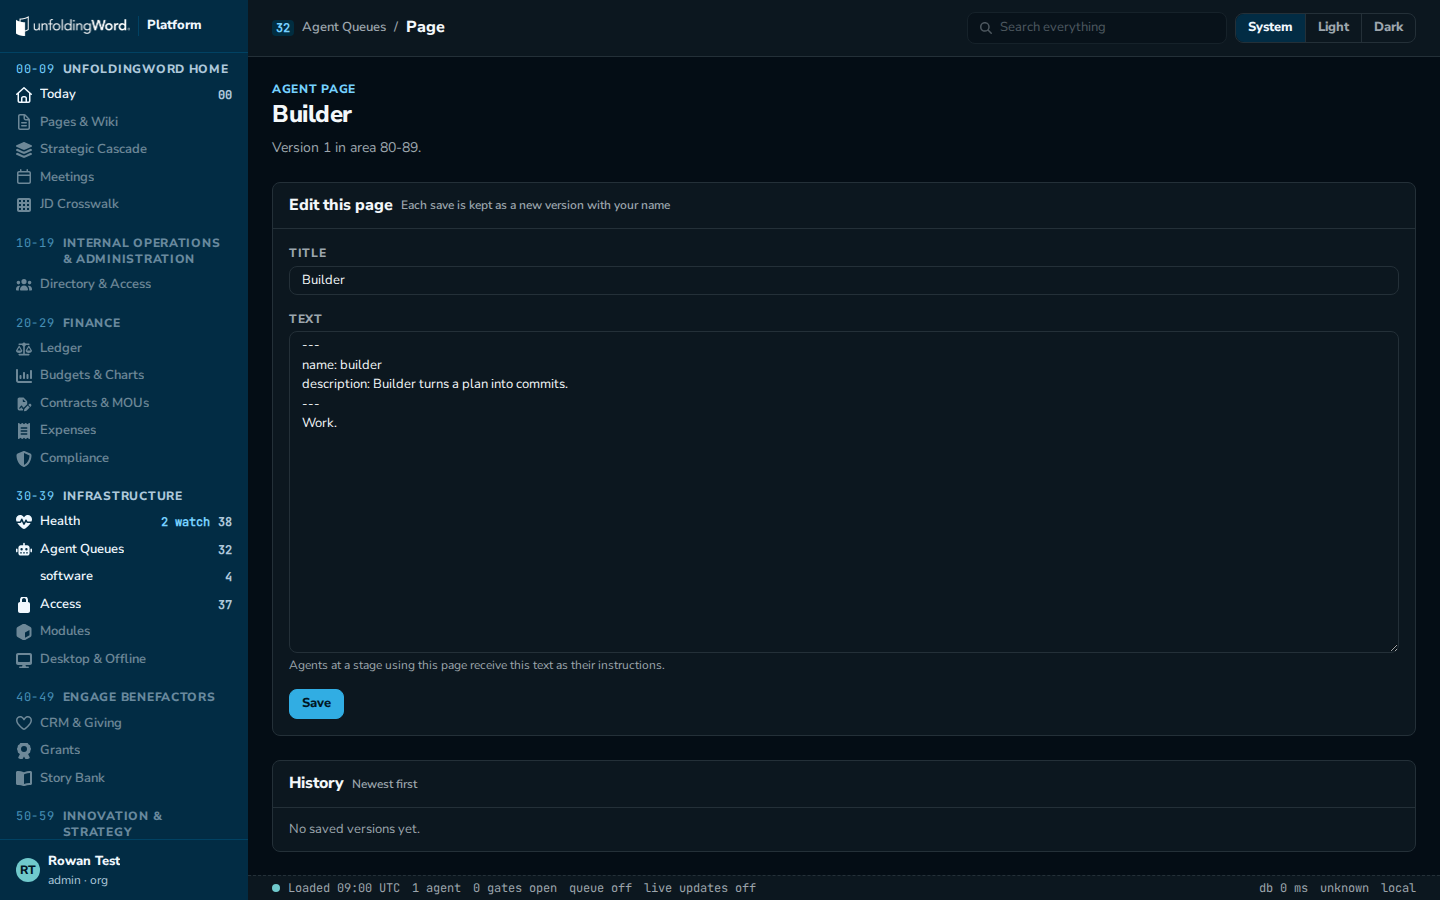 unfoldingWord® Platform
00-09 UNFOLDINGWORD HOME
Today 00
Pages & Wiki
Strategic Cascade
Meetings
JD Crosswalk
10-19 INTERNAL OPERATIONS
& ADMINISTRATION
Directory & Access
20-29 FINANCE
Ledger
Budgets & Charts
Contracts & MOUs
Expenses
Compliance
30-39 INFRASTRUCTURE
Health 2 watch 38
Agent Queues 32
software 4
Access 37
Modules
Desktop & Offline
40-49 ENGAGE BENEFACTORS
CRM & Giving
Grants
Story Bank
50-59 INNOVATION &
STRATEGY
RT Rowan Test
admin · org
32 Agent Queues / Page
Search everything
System Light Dark
AGENT PAGE
Builder
Version 1 in area 80-89.
Edit this page Each save is kept as a new version with your name
TITLE
Builder
TEXT
---
name: builder
description: Builder turns a plan into commits.
---
Work.
Agents at a stage using this page receive this text as their instructions.
Save
History Newest first
No saved versions yet.
Loaded 09:00 UTC 1 agent 0 gates open queue off live updates off
db 0 ms unknown local